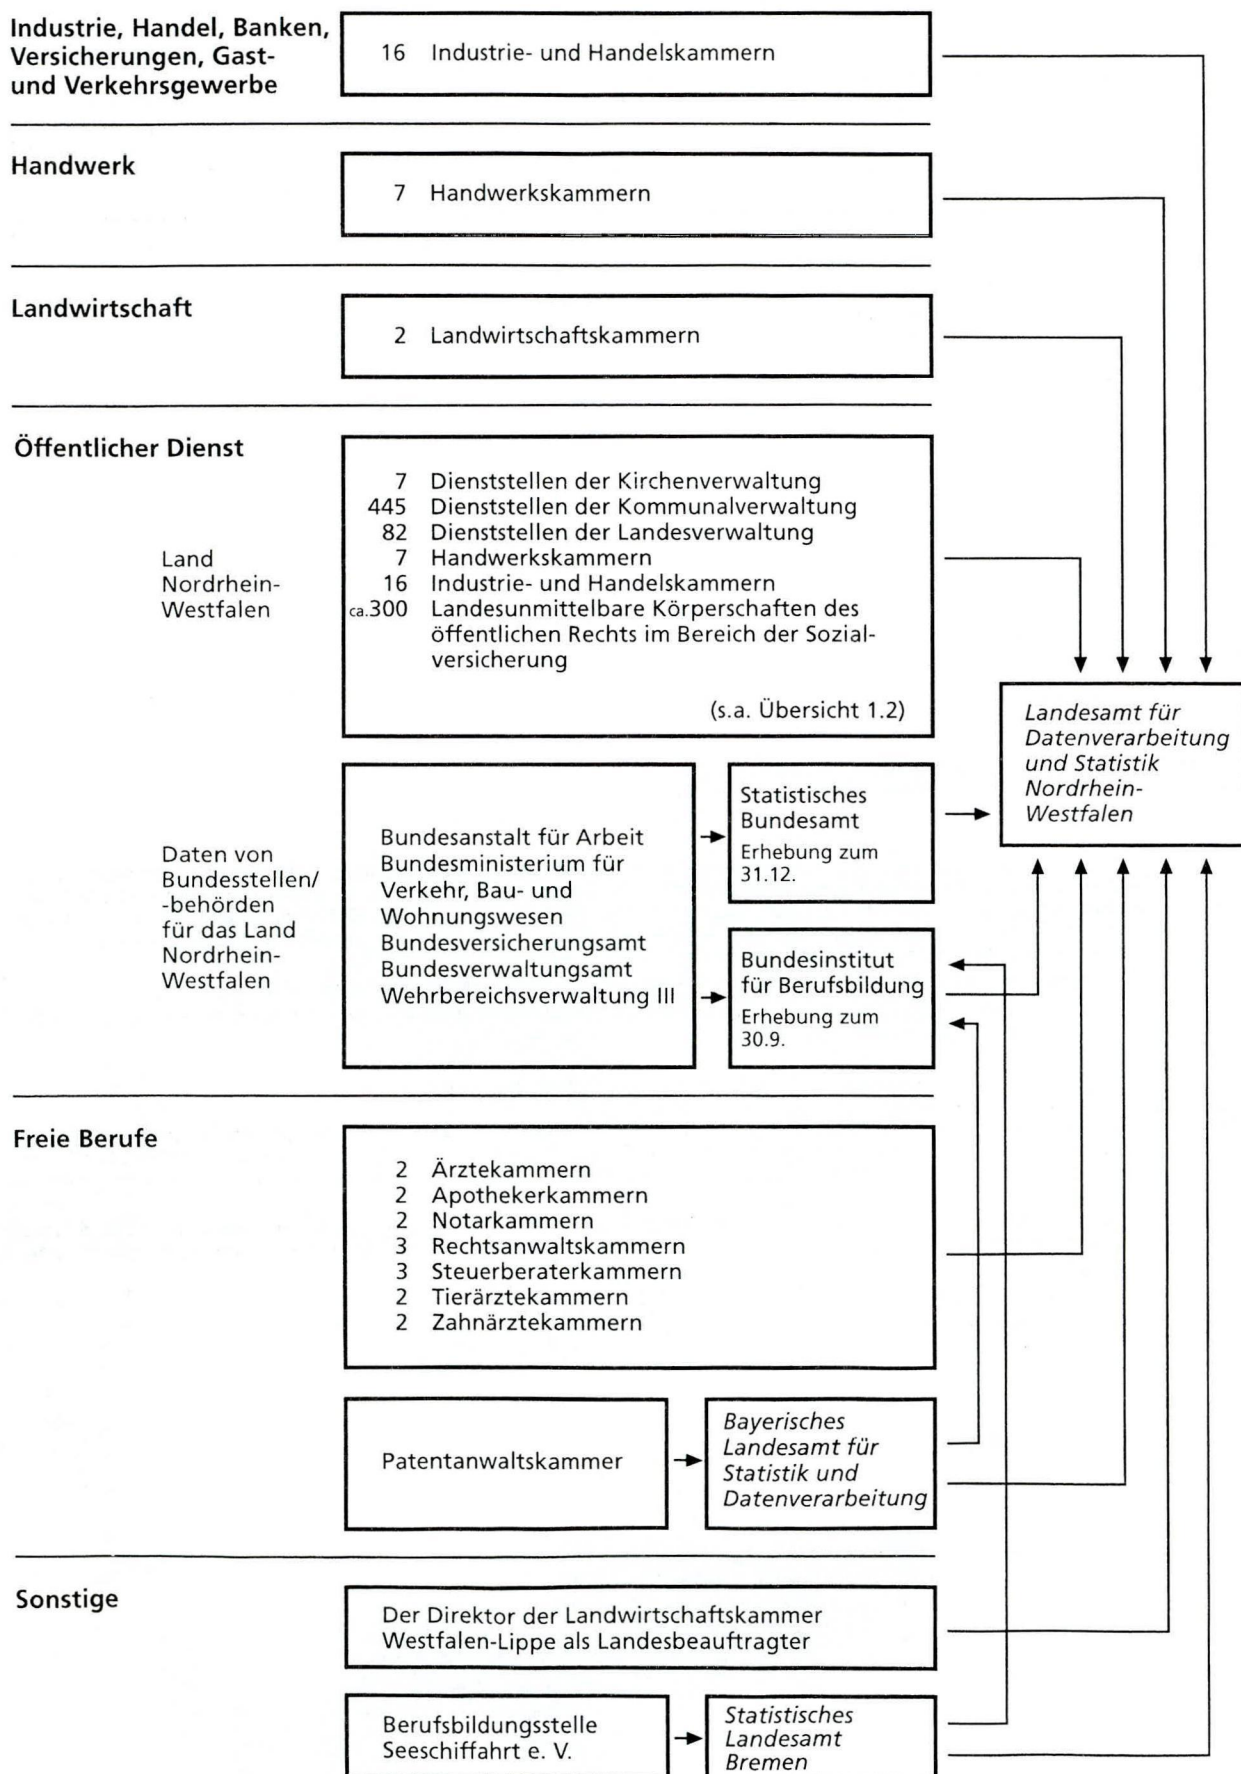 Industrie, Handel, Banken,
Versicherungen, Gast-
und Verkehrsgewerbe
16 Industrie- und Handelskammern
Handwerk
7 Handwerkskammern
Landwirtschaft
2 Landwirtschaftskammern
Öffentlicher Dienst
Land
Nordrhein-
Westfalen
7 Dienststellen der Kirchenverwaltung
445 Dienststellen der Kommunalverwaltung
82 Dienststellen der Landesverwaltung
7 Handwerkskammern
16 Industrie- und Handelskammern
ca.300 Landesunmittelbare Körperschaften des
öffentlichen Rechts im Bereich der Sozial-
versicherung
(s.a. Übersicht 1.2)
Landesamt für
Datenverarbeitung
und Statistik
Nordrhein-
Westfalen
Daten von
Bundesstellen/
-behörden
für das Land
Nordrhein-
Westfalen
Bundesanstalt für Arbeit
Bundesministerium für
Verkehr, Bau- und
Wohnungswesen
Bundesversicherungsamt
Bundesverwaltungsamt
Wehrbereichsverwaltung III
Statistisches
Bundesamt
Erhebung zum
31.12.
Bundesinstitut
für Berufsbildung
Erhebung zum
30.9.
Freie Berufe
2 Ärztekammern
2 Apothekerkammern
2 Notarkammern
3 Rechtsanwaltskammern
3 Steuerberaterkammern
2 Tierärztekammern
2 Zahnärztekammern
Patentanwaltskammer
Bayerisches
Landesamt für
Statistik und
Datenverarbeitung
Sonstige
Der Direktor der Landwirtschaftskammer
Westfalen-Lippe als Landesbeauftragter
Berufsbildungsstelle
Seeschiffahrt e. V.
Statistisches
Landesamt
Bremen